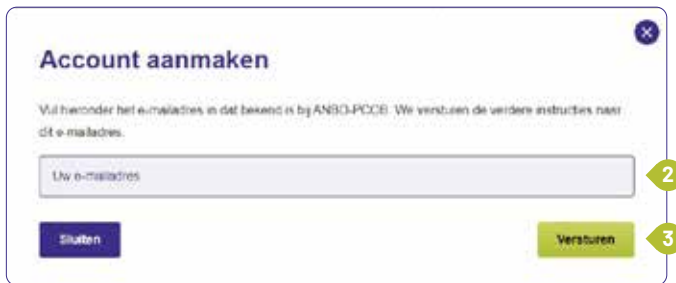 Account aanmaken
Vul hieronder het e-mailadres in dat bekend is bij ANBO-PCOB. We versturen de verdere instructies naar
dit e-mailadres.
Uw e-mailadres
2
Sluiten
Versturen
3